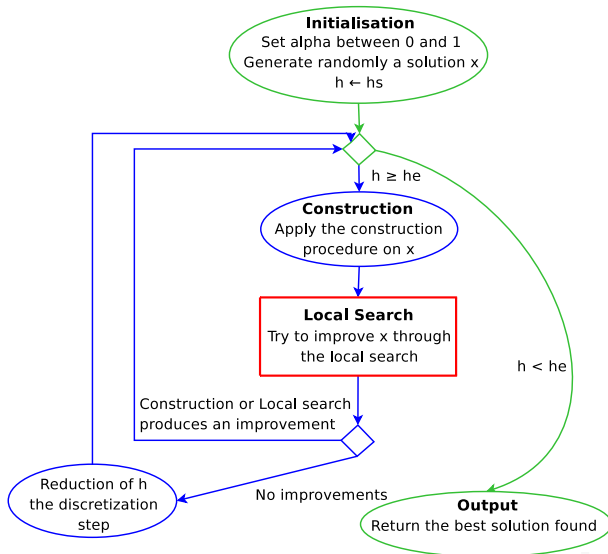 Initialisation
Set alpha between 0 and 1
Generate randomly a solution x
h ← hs
h ≥ he
Construction
Apply the construction
procedure on x
Local Search
Try to improve x through
the local search
h < he
Construction or Local search
produces an improvement
Reduction of h
the discretization
step
No improvements
Output
Return the best solution found